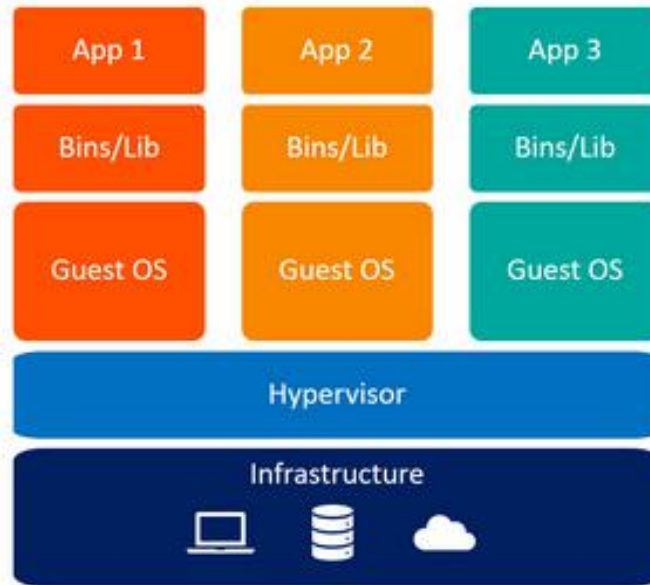 App 1
App 2
App 3
Bins/Lib
Bins/Lib
Bins/Lib
Guest OS
Guest OS
Guest OS
Hypervisor
Infrastructure